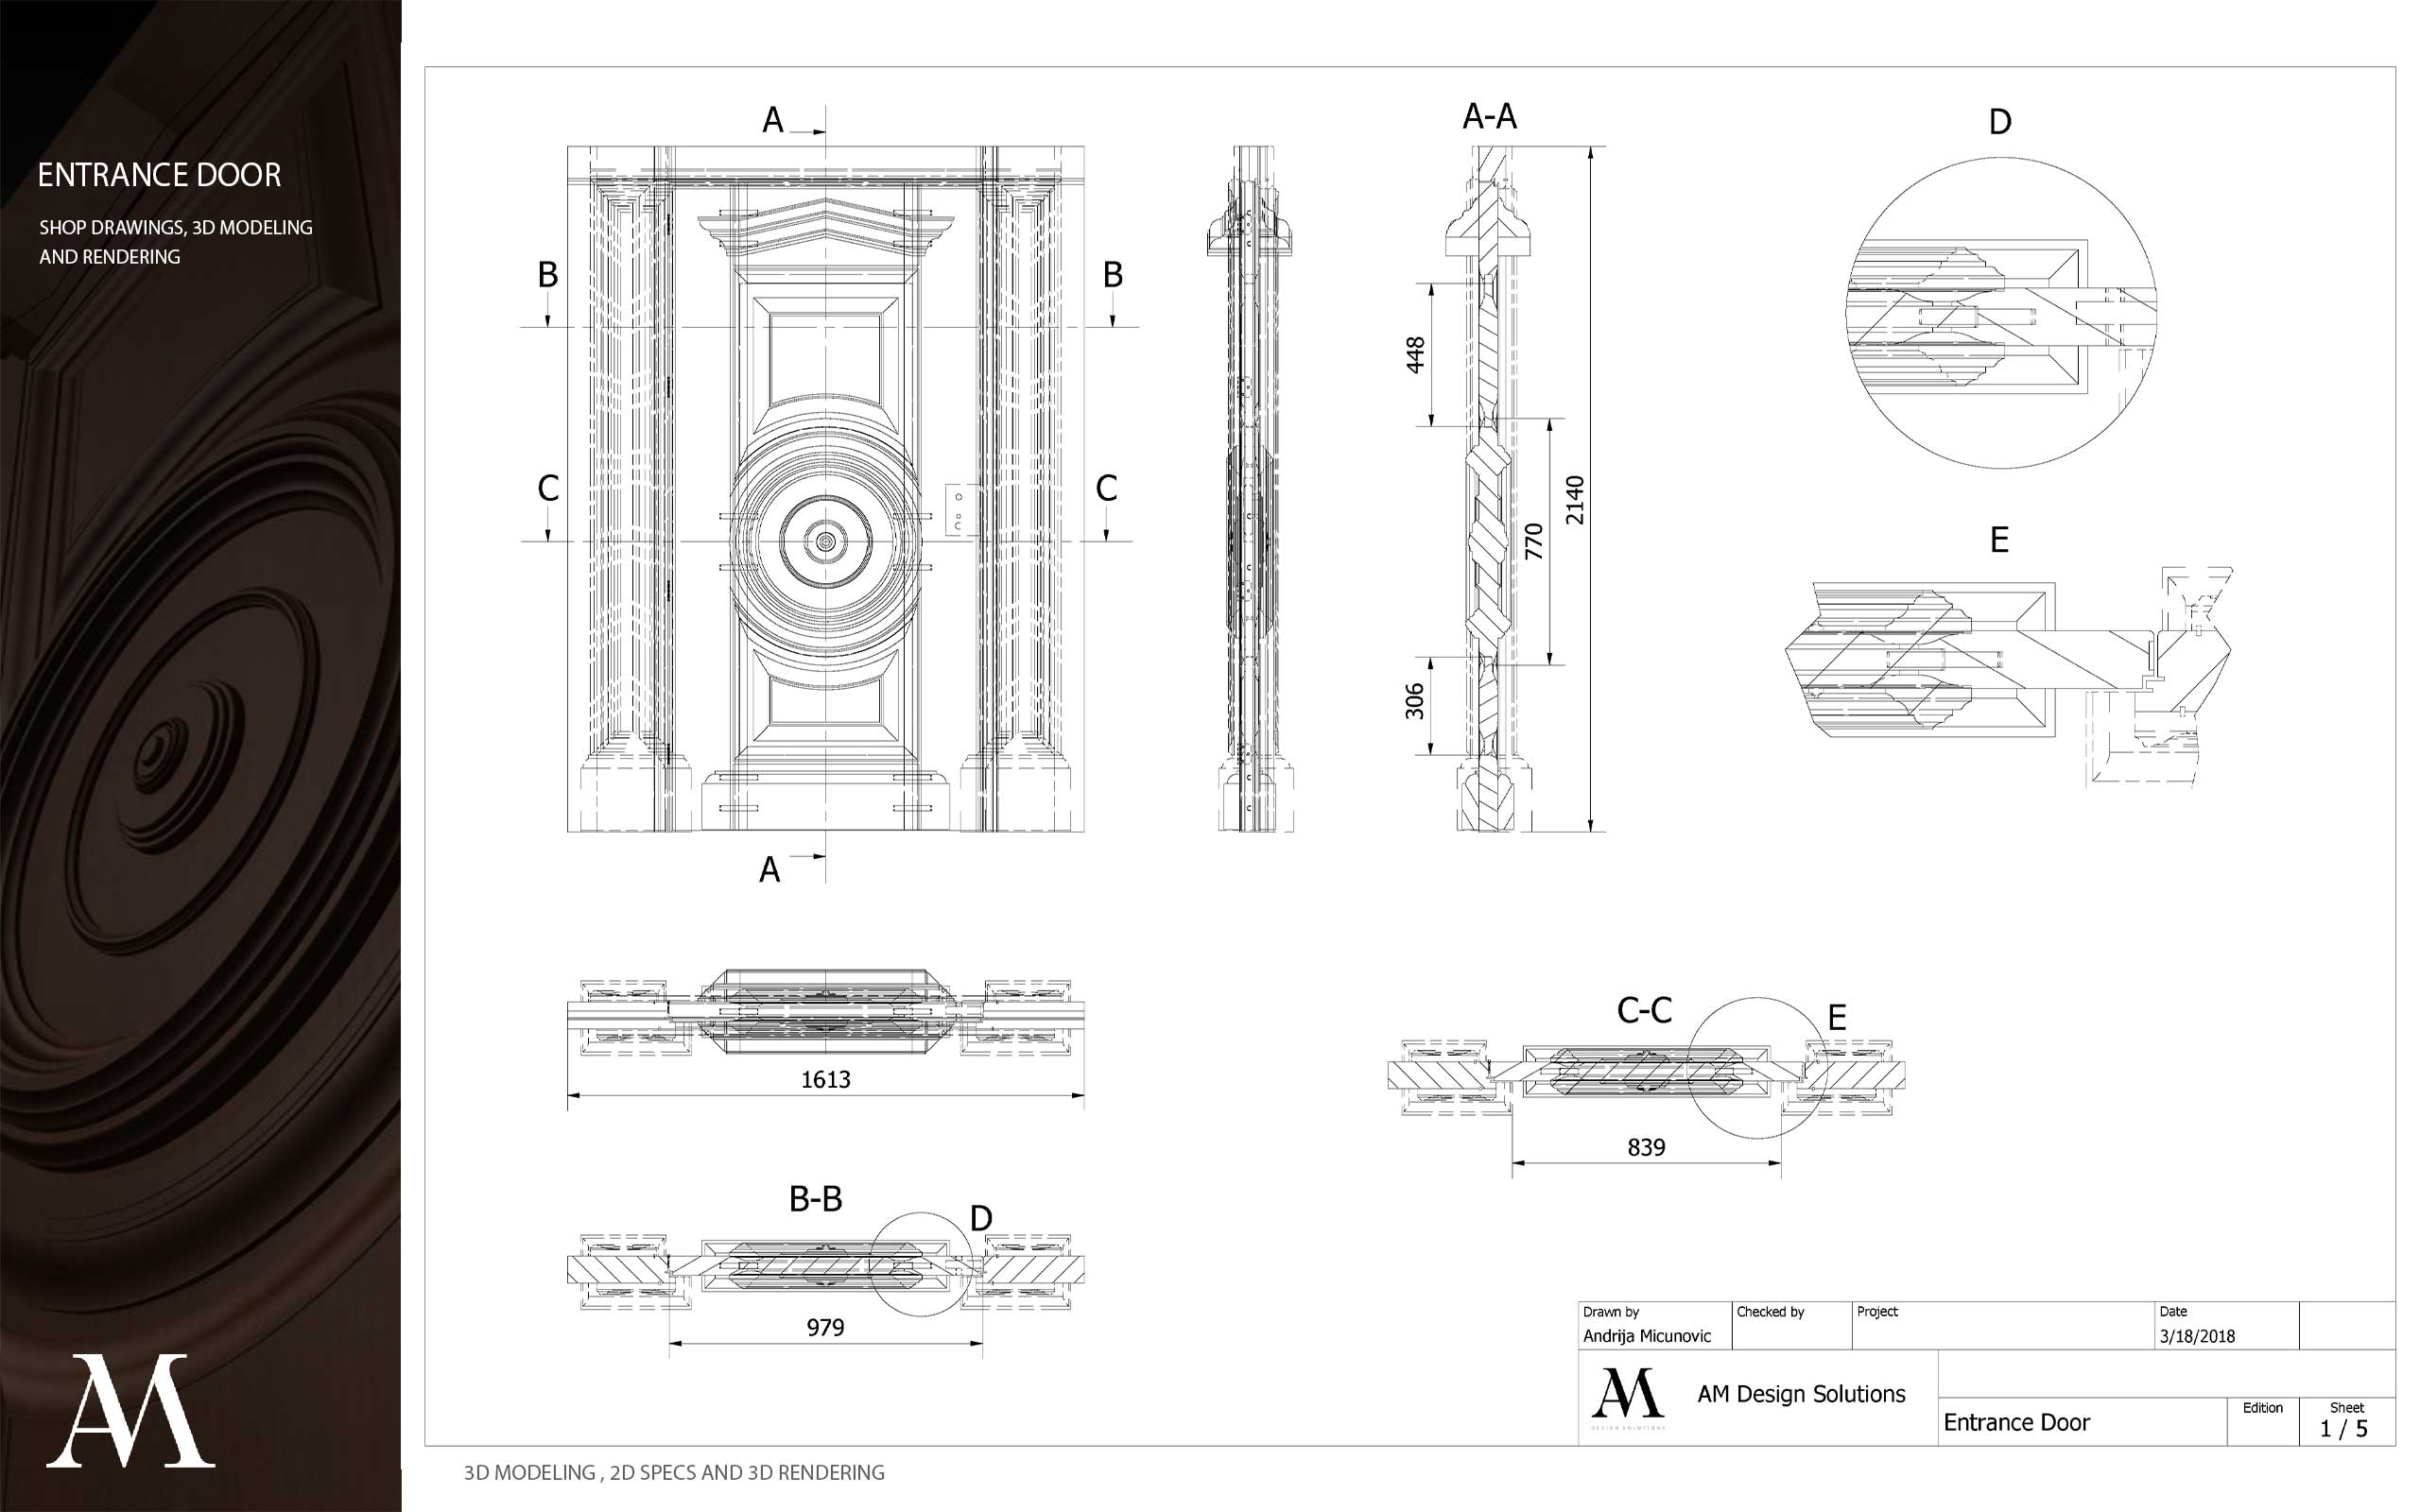 ENTRANCE DOOR
SHOP DRAWINGS, 3D MODELING
AND RENDERING
AM
A
A-A
D
B
B
448
C
C
2140
770
E
306
A
1613
C-C
E
839
B-B
D
979
Drawn by
Andrija Micunovic
Checked by
Project
Date
3/18/2018
AM
DESIGN SOLUTIONS
AM Design Solutions
Entrance Door
Edition
Sheet
1 / 5
3D MODELING , 2D SPECS AND 3D RENDERING